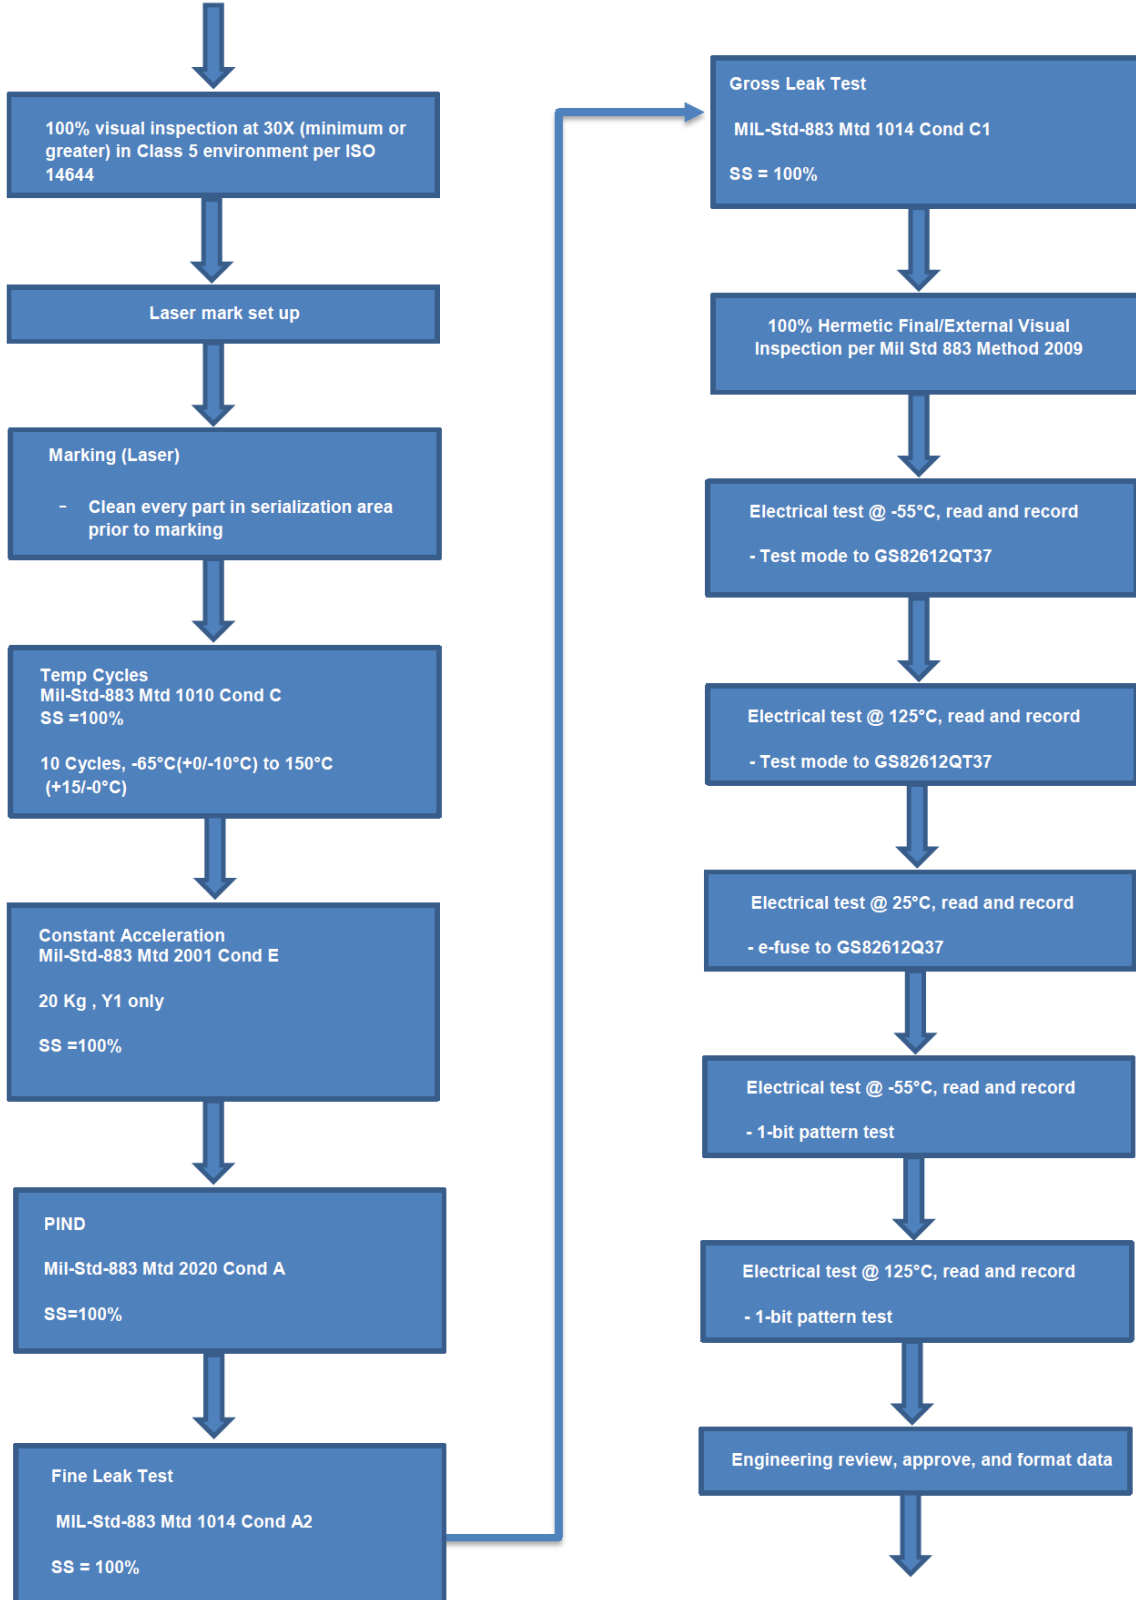 100% visual inspection at 30X (minimum or
greater) in Class 5 environment per ISO
14644
Laser mark set up
Marking (Laser)
- Clean every part in serialization area
prior to marking
Temp Cycles
Mil-Std-883 Mtd 1010 Cond C
SS =100%
10 Cycles, -65°C(+0/-10°C) to 150°C
(+15/-0°C)
Constant Acceleration
Mil-Std-883 Mtd 2001 Cond E
20 Kg , Y1 only
SS =100%
PIND
Mil-Std-883 Mtd 2020 Cond A
SS=100%
Fine Leak Test
MIL-Std-883 Mtd 1014 Cond A2
SS = 100%
Gross Leak Test
MIL-Std-883 Mtd 1014 Cond C1
SS = 100%
100% Hermetic Final/External Visual
Inspection per Mil Std 883 Method 2009
Electrical test @ -55°C, read and record
- Test mode to GS82612QT37
Electrical test @ 125°C, read and record
- Test mode to GS82612QT37
Electrical test @ 25°C, read and record
- e-fuse to GS82612Q37
Electrical test @ -55°C, read and record
- 1-bit pattern test
Electrical test @ 125°C, read and record
- 1-bit pattern test
Engineering review, approve, and format data